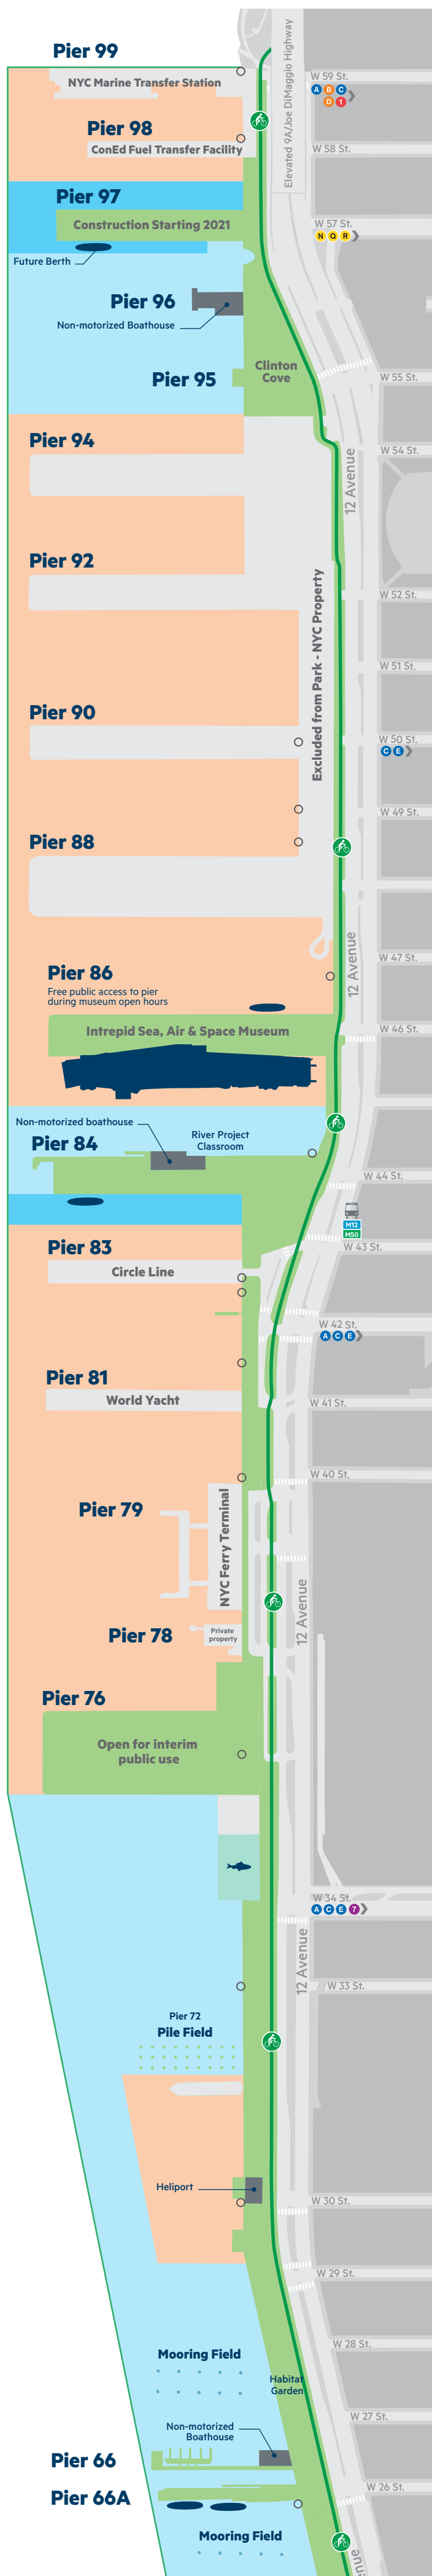 Pier 99
NYC Marine Transfer Station
Elevated 9A/Joe DiMaggio Highway
W 59 St.
A B C
D 1
Pier 98
ConEd Fuel Transfer Facility
W 58 St.
Pier 97
Construction Starting 2021
W 57 St.
N Q R
Future Berth
Pier 96
Non-motorized Boathouse
Clinton
Cove
Pier 95
W 55 St.
Pier 94
W 54 St.
12 Avenue
Pier 92
W 52 St.
Excluded from Park - NYC Property
W 51 St.
Pier 90
W 50 St.
C E
W 49 St.
Pier 88
12 Avenue
W 47 St.
Pier 86
Free public access to pier
during museum open hours
Intrepid Sea, Air & Space Museum
W 46 St.
Non-motorized boathouse
River Project
Classroom
Pier 84
W 44 St.
M12
M50
W 43 St.
Pier 83
Circle Line
W 42 St.
A C E
Pier 81
World Yacht
W 41 St.
W 40 St.
Pier 79
NYC Ferry Terminal
12 Avenue
Pier 78
Private
property
Pier 76
Open for interim
public use
W 34 St.
A C E 7
12 Avenue
W 33 St.
Pier 72
Pile Field
Heliport
W 30 St.
W 29 St.
W 28 St.
Mooring Field
Habitat
Garden
W 27 St.
Non-motorized
Boathouse
Pier 66
W 26 St.
Pier 66A
Mooring Field